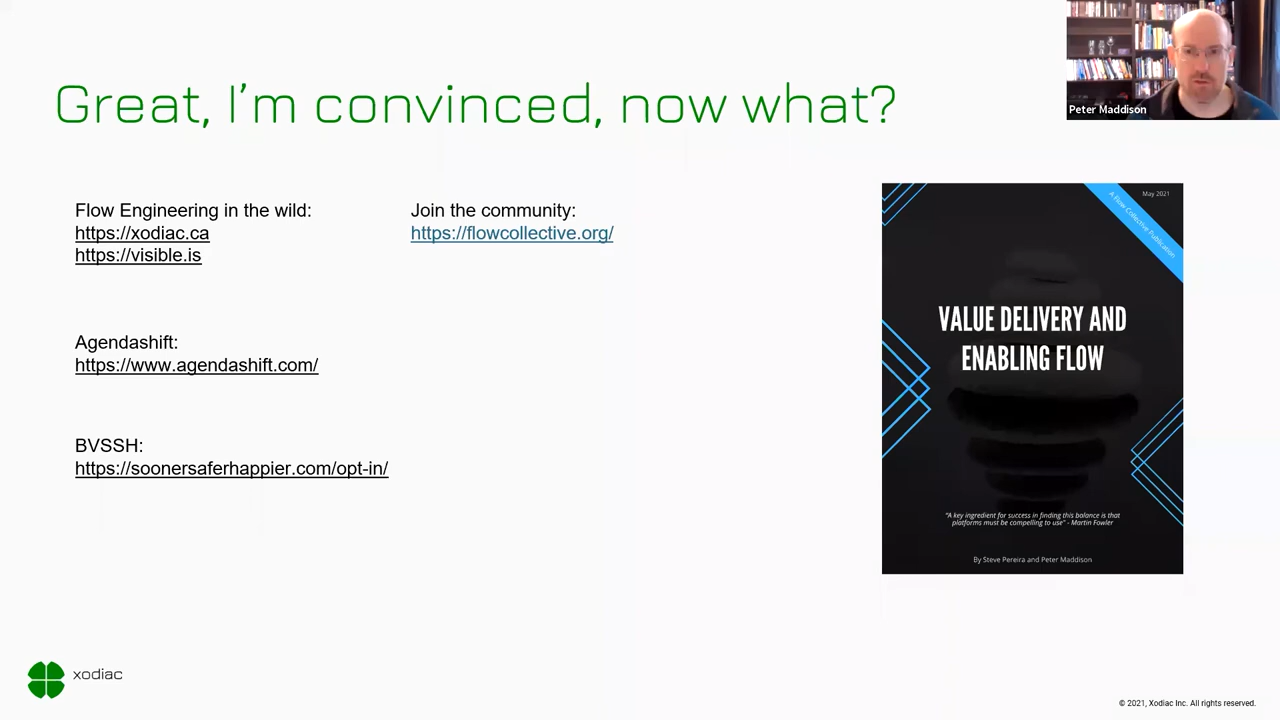 Great, I'm convinced, now what?
Peter Maddison
Flow Engineering in the wild:
https://xodiac.ca
https://visible.is
Join the community:
https://flowcollective.org/
Agendashift:
https://www.agendashift.com/
BVSSH:
https://soonersaferhappier.com/opt-in/
May 2021
A Flow Collective Publication
VALUE DELIVERY AND
ENABLING FLOW
"A key ingredient for success in finding this balance is that
platforms must be compelling to use" - Martin Fowler
By Steve Pereira and Peter Maddison
xodiac
© 2021, Xodiac Inc. All rights reserved.